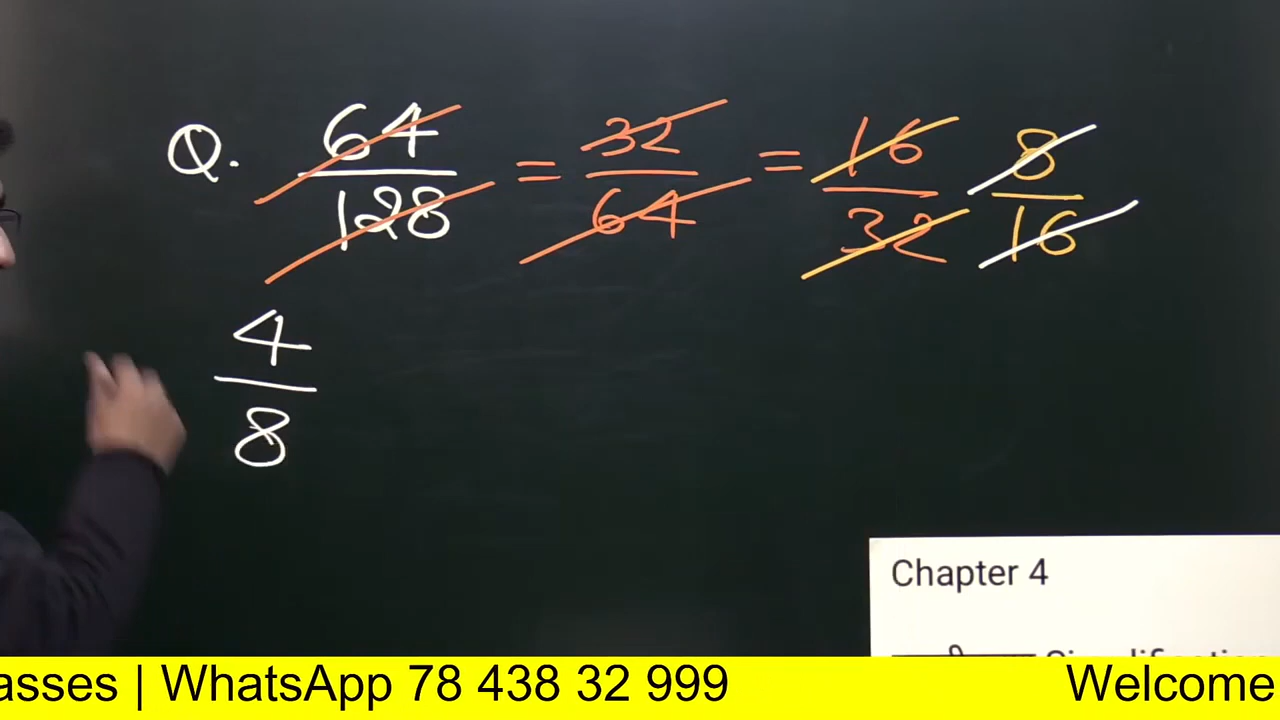 Q. 64/128 = 32/64 = 16/32 8/16
4/8
Chapter 4
asses | WhatsApp 78 438 32 999 Welcome